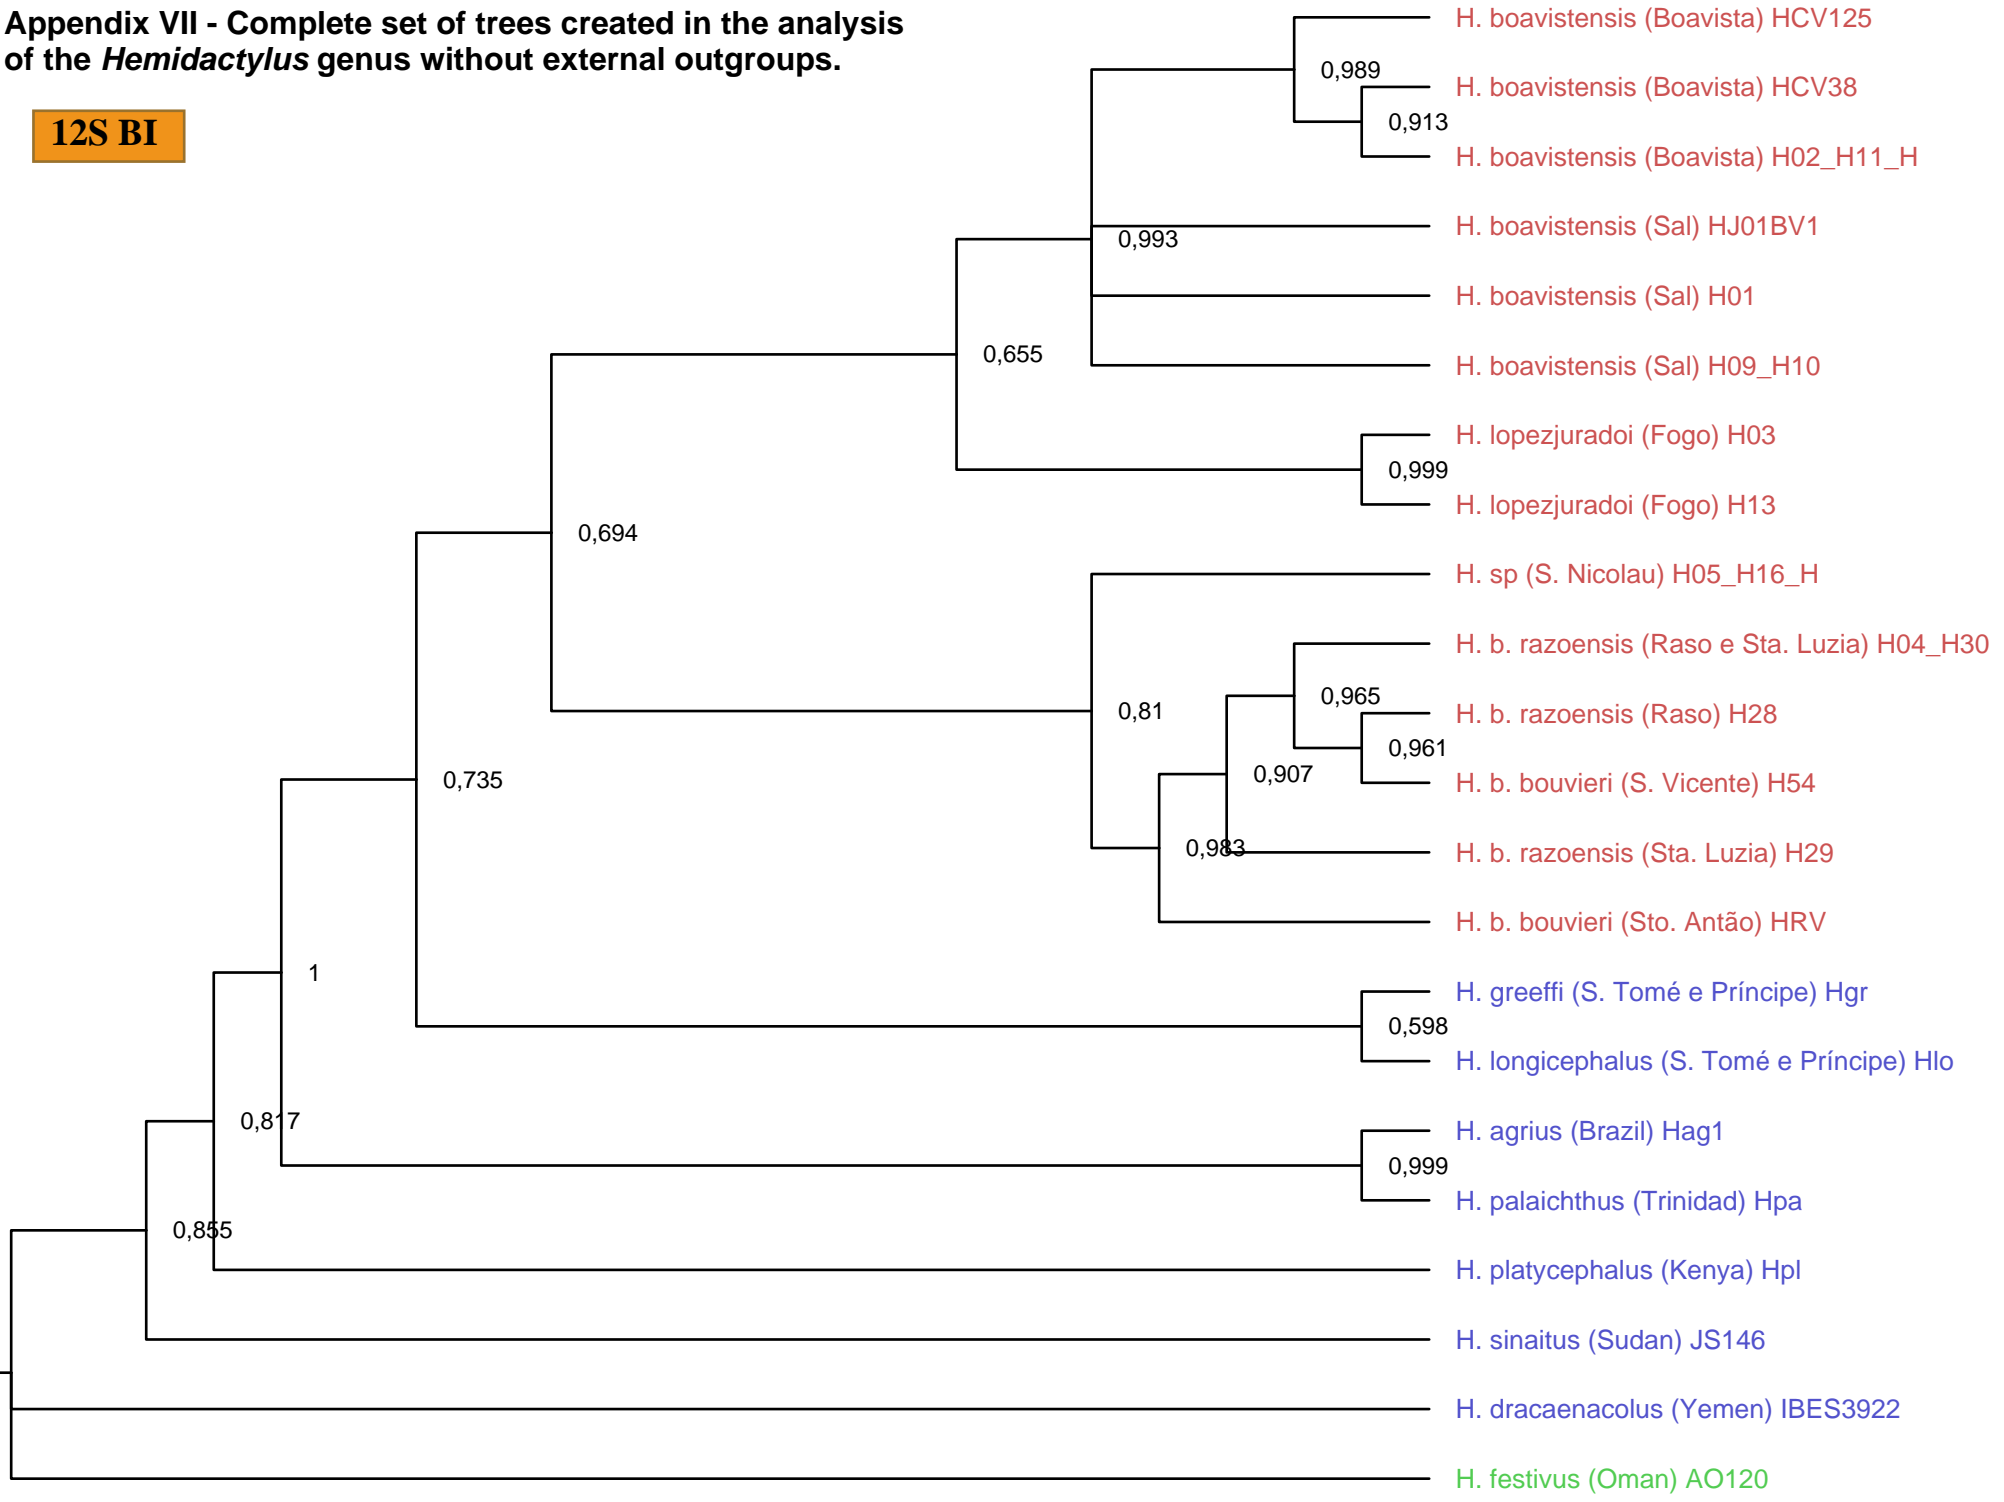 Appendix VII - Complete set of trees created in the analysis
of the Hemidactylus genus without external outgroups.
12S BI
H. boavistensis (Boavista) HCV125
0,989
H. boavistensis (Boavista) HCV38
0,913
H. boavistensis (Boavista) H02_H11_H
H. boavistensis (Sal) HJ01BV1
0,993
H. boavistensis (Sal) H01
0,655
H. boavistensis (Sal) H09_H10
H. lopezjuradoi (Fogo) H03
0,999
H. lopezjuradoi (Fogo) H13
0,694
H. sp (S. Nicolau) H05_H16_H
H. b. razoensis (Raso e Sta. Luzia) H04_H30
0,965
0,81
H. b. razoensis (Raso) H28
0,961
0,907
0,735
H. b. bouvieri (S. Vicente) H54
0,983
H. b. razoensis (Sta. Luzia) H29
H. b. bouvieri (Sto. Antão) HRV
1
H. greeffi (S. Tomé e Príncipe) Hgr
0,598
H. longicephalus (S. Tomé e Príncipe) Hlo
0,817
H. agrius (Brazil) Hag1
0,999
H. palaichthus (Trinidad) Hpa
0,855
H. platycephalus (Kenya) Hpl
H. sinaitus (Sudan) JS146
H. dracaenacolus (Yemen) IBES3922
H. festivus (Oman) AO120